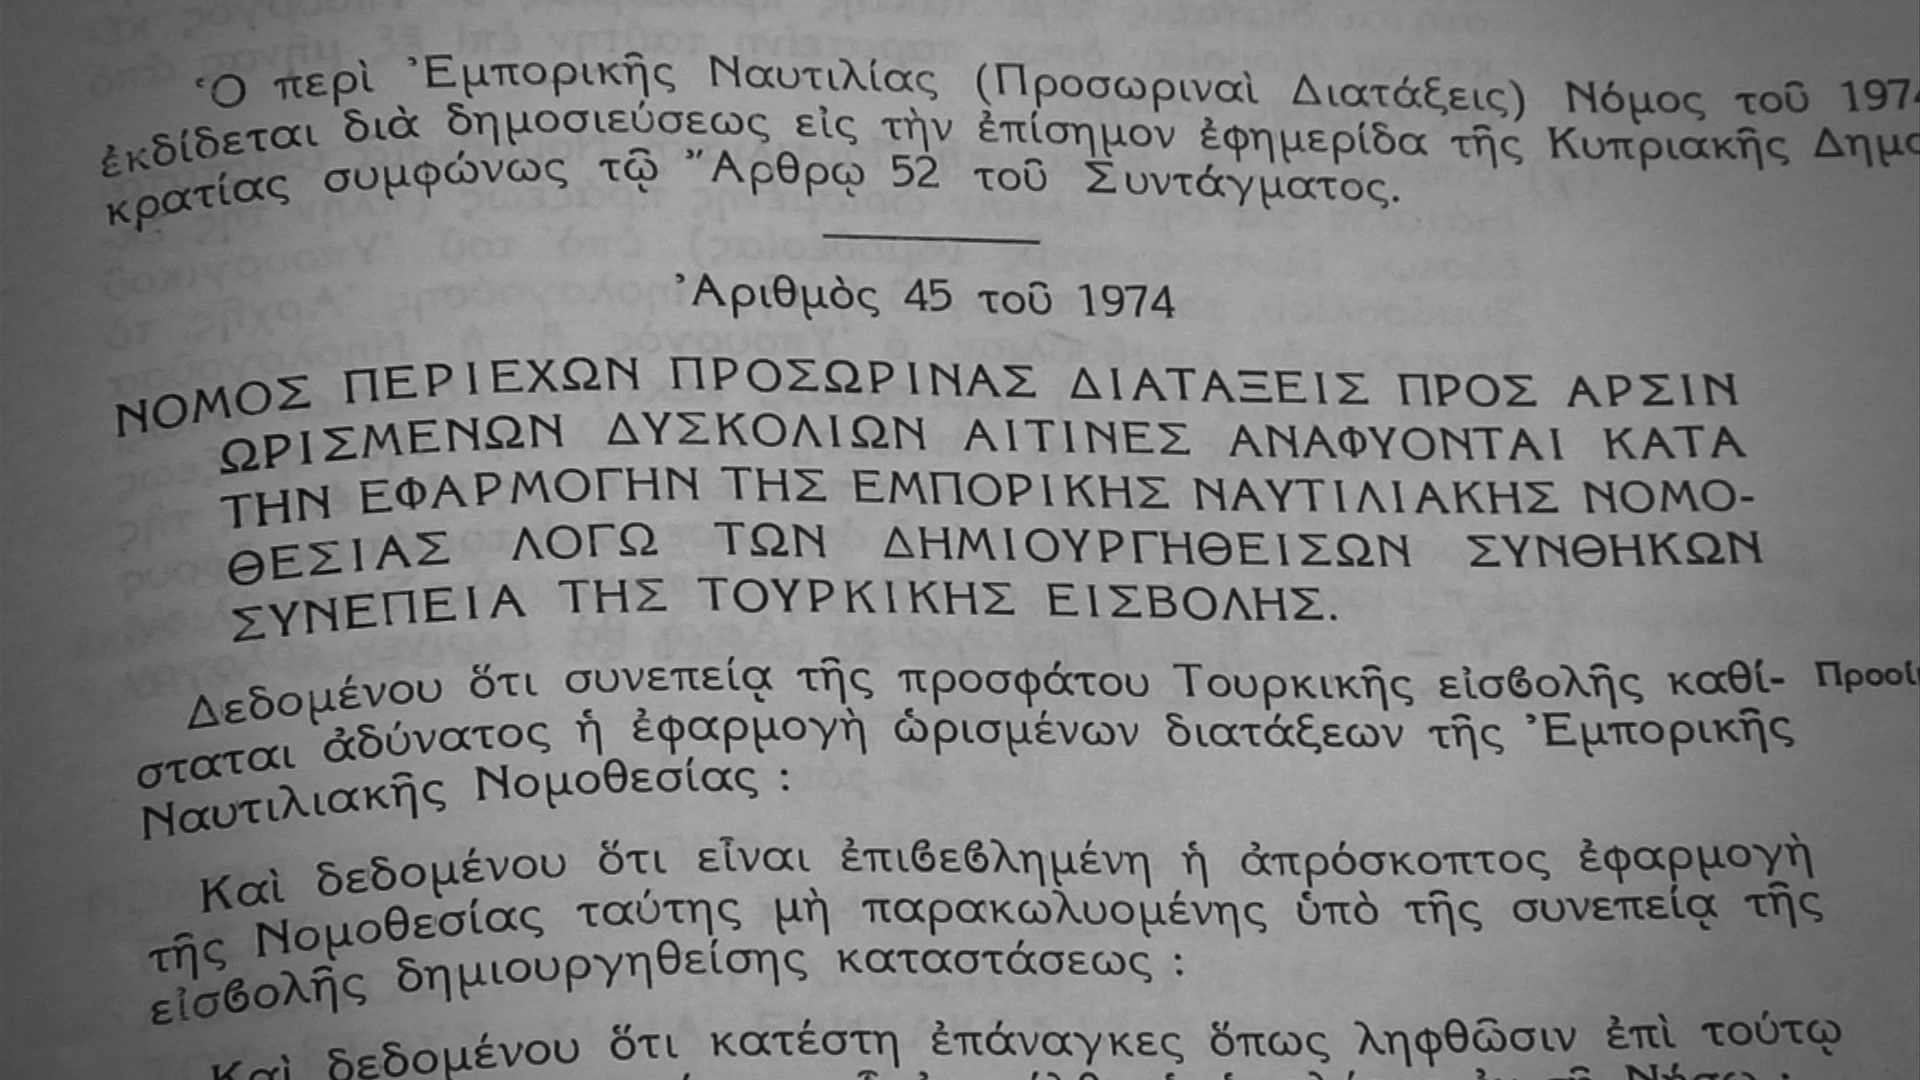 Ὁ περὶ Ἐμπορικῆς Ναυτιλίας (Προσωριναὶ Διατάξεις) Νόμος τοῦ 1974
ἐκδίδεται διὰ δημοσιεύσεως εἰς τὴν ἐπίσημον ἐφημερίδα τῆς Κυπριακῆς Δημο
κρατίας συμφώνως τῷ Ἄρθρῳ 52 τοῦ Συντάγματος.
Ἀριθμὸς 45 τοῦ 1974
ΝΟΜΟΣ ΠΕΡΙΕΧΩΝ ΠΡΟΣΩΡΙΝΑΣ ΔΙΑΤΑΞΕΙΣ ΠΡΟΣ ΑΡΣΙΝ
ΩΡΙΣΜΕΝΩΝ ΔΥΣΚΟΛΙΩΝ ΑΙΤΙΝΕΣ ΑΝΑΦΥΟΝΤΑΙ ΚΑΤΑ
ΤΗΝ ΕΦΑΡΜΟΓΗΝ ΤΗΣ ΕΜΠΟΡΙΚΗΣ ΝΑΥΤΙΛΙΑΚΗΣ ΝΟΜΟ-
ΘΕΣΙΑΣ ΛΟΓΩ ΤΩΝ ΔΗΜΙΟΥΡΓΗΘΕΙΣΩΝ ΣΥΝΘΗΚΩΝ
ΣΥΝΕΠΕΙΑ ΤΗΣ ΤΟΥΡΚΙΚΗΣ ΕΙΣΒΟΛΗΣ.
Δεδομένου ὅτι συνεπείᾳ τῆς προσφάτου Τουρκικῆς εἰσβολῆς καθί- Προοί
σταται ἀδύνατος ἡ ἐφαρμογὴ ὡρισμένων διατάξεων τῆς Ἐμπορικῆς
Ναυτιλιακῆς Νομοθεσίας :
Καὶ δεδομένου ὅτι εἶναι ἐπιβεβλημένη ἡ ἀπρόσκοπτος ἐφαρμογὴ
τῆς Νομοθεσίας ταύτης μὴ παρακωλυομένης ὑπὸ τῆς συνεπείᾳ τῆς
εἰσβολῆς δημιουργηθείσης καταστάσεως :
Καὶ δεδομένου ὅτι κατέστη ἐπάναγκες ὅπως ληφθῶσιν ἐπὶ τούτῳ